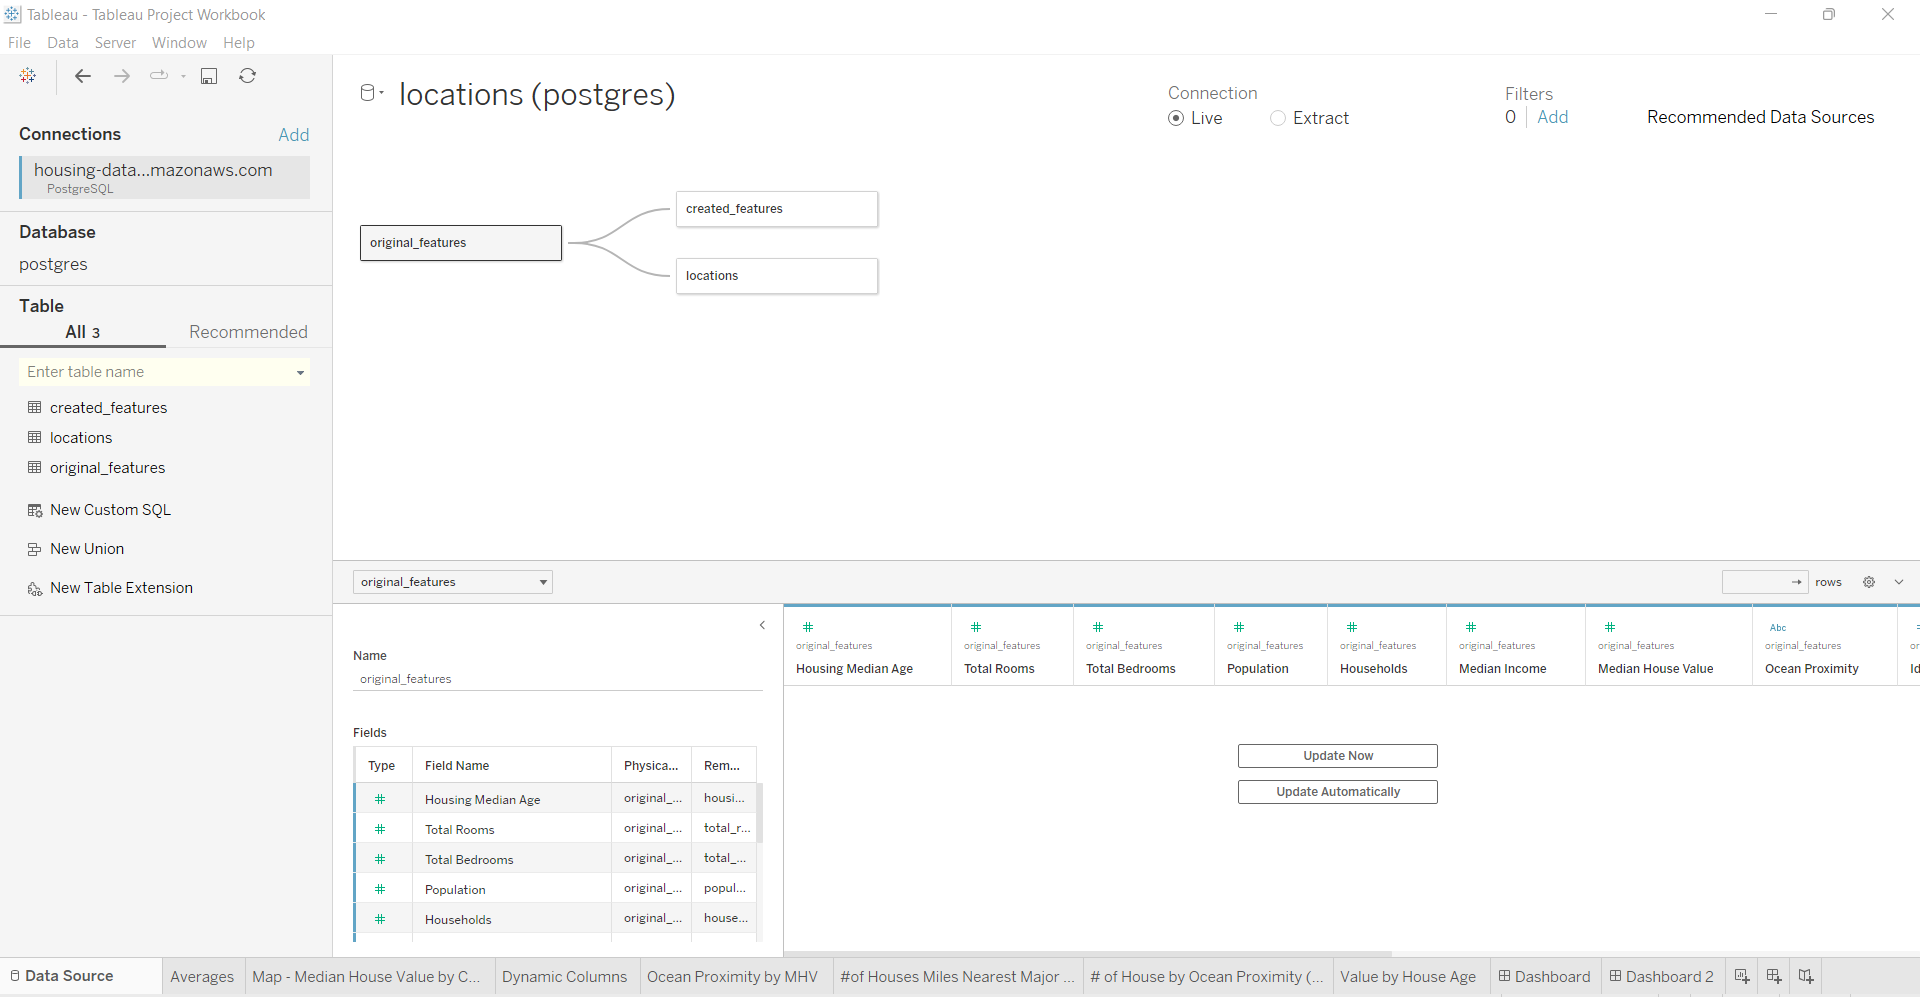 Tableau - Tableau Project Workbook
File Data Server Window Help
Connections Add
housing-data...mazonaws.com
PostgreSQL
Database
postgres
Table
All 3 Recommended
Enter table name
created_features
locations
original_features
New Custom SQL
New Union
New Table Extension
locations (postgres)
Connection
Live Extract
Filters
0 Add
Recommended Data Sources
original_features
created_features
locations
original_features
rows
Name
original_features
Fields
Type Field Name Physica... Rem...
Housing Median Age original_... housi...
Total Rooms original_... total_r...
Total Bedrooms original_... total_...
Population original_... popul...
Households original_... house...
Abc
original_features original_features original_features original_features original_features original_features original_features original_features or
Housing Median Age Total Rooms Total Bedrooms Population Households Median Income Median House Value Ocean Proximity Id
Update Now
Update Automatically
Data Source Averages Map - Median House Value by C... Dynamic Columns Ocean Proximity by MHV #of Houses Miles Nearest Major ... # of House by Ocean Proximity (... Value by House Age Dashboard Dashboard 2